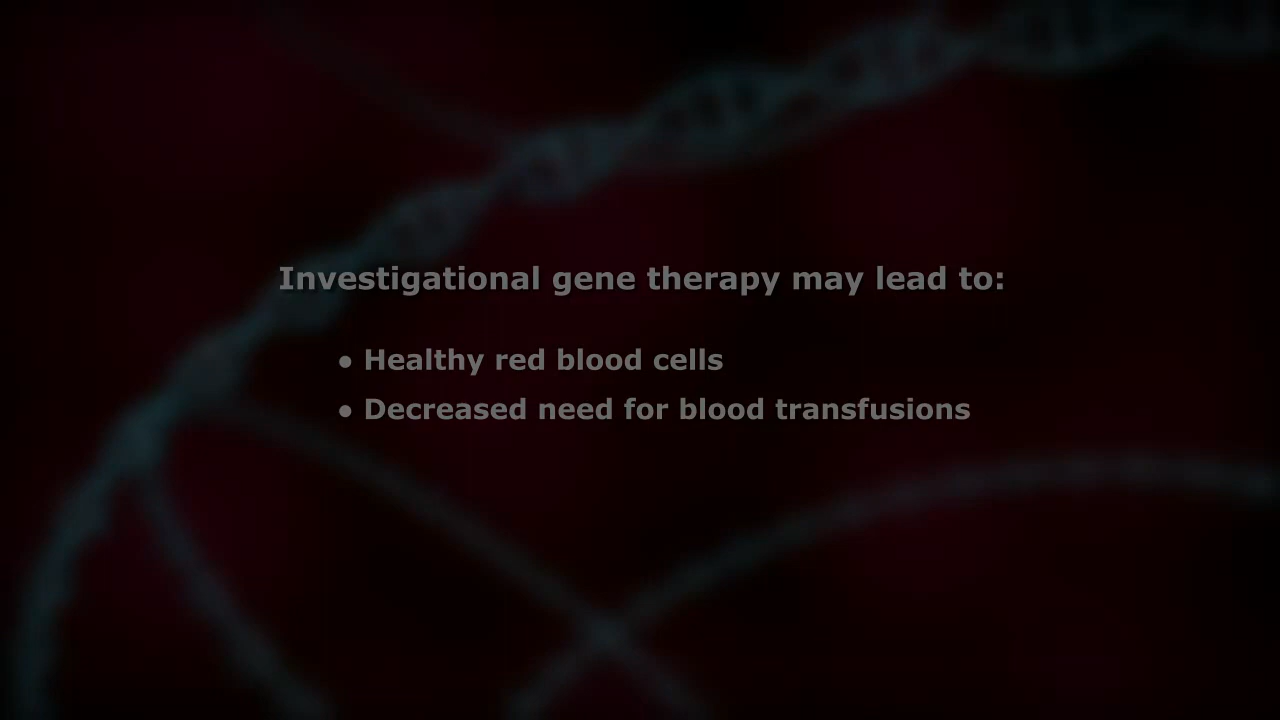 Investigational gene therapy may lead to:
● Healthy red blood cells
● Decreased need for blood transfusions